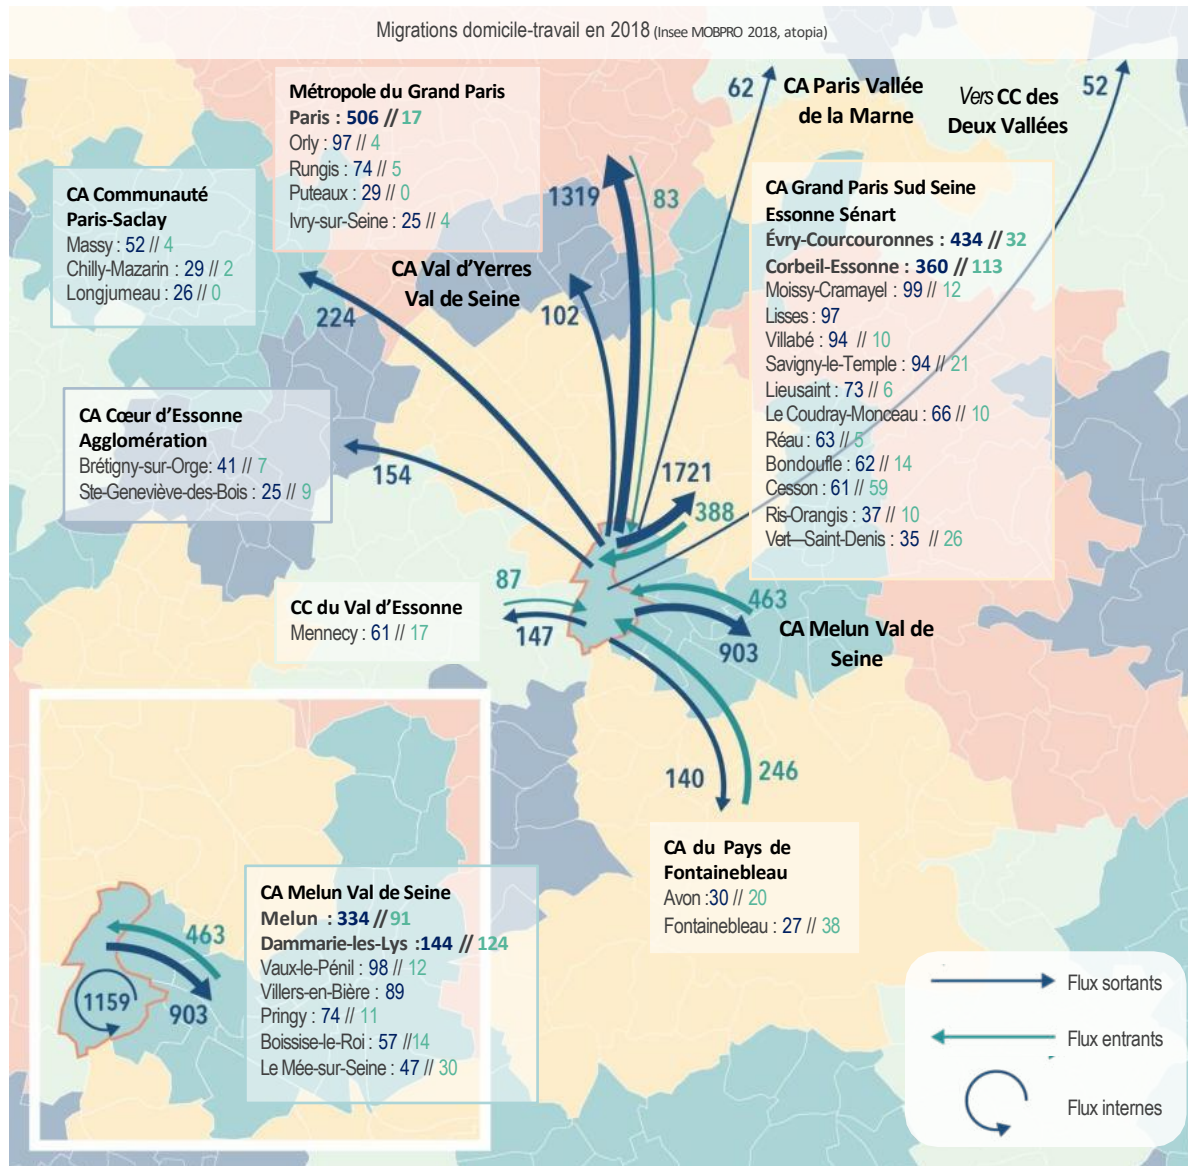 Migrations domicile-travail en 2018 (Insee MOBPRO 2018, atopia)
Métropole du Grand Paris
Paris : 506 // 17
Orly : 97 // 4
Rungis : 74 // 5
Puteaux : 29 // 0
Ivry-sur-Seine : 25 // 4
62
CA Paris Vallée
de la Marne
Vers CC des
Deux Vallées
52
CA Communauté
Paris-Saclay
Massy : 52 // 4
Chilly-Mazarin : 29 // 2
Longjumeau : 26 // 0
1319
83
CA Val d'Yerres
Val de Seine
102
224
CA Grand Paris Sud Seine
Essonne Sénart
Évry-Courcouronnes : 434 // 32
Corbeil-Essonne : 360 // 113
Moissy-Cramayel : 99 // 12
Lisses : 97
Villabé : 94 // 10
Savigny-le-Temple : 94 // 21
Lieusaint : 73 // 6
Le Coudray-Monceau : 66 // 10
Réau : 63 // 5
Bondoufle : 62 // 14
Cesson : 61 // 59
Ris-Orangis : 37 // 10
Vert—Saint-Denis : 35 // 26
CA Cœur d'Essonne
Agglomération
Brétigny-sur-Orge: 41 // 7
Ste-Geneviève-des-Bois : 25 // 9
154
1721
388
CC du Val d'Essonne
Mennecy : 61 // 17
87
147
463
903
CA Melun Val de
Seine
140
246
CA du Pays de
Fontainebleau
Avon :30 // 20
Fontainebleau : 27 // 38
CA Melun Val de Seine
Melun : 334 // 91
Dammarie-les-Lys :144 // 124
Vaux-le-Pénil : 98 // 12
Villers-en-Bière : 89
Pringy : 74 // 11
Boissise-le-Roi : 57 //14
Le Mée-sur-Seine : 47 // 30
463
1159
903
Flux sortants
Flux entrants
Flux internes